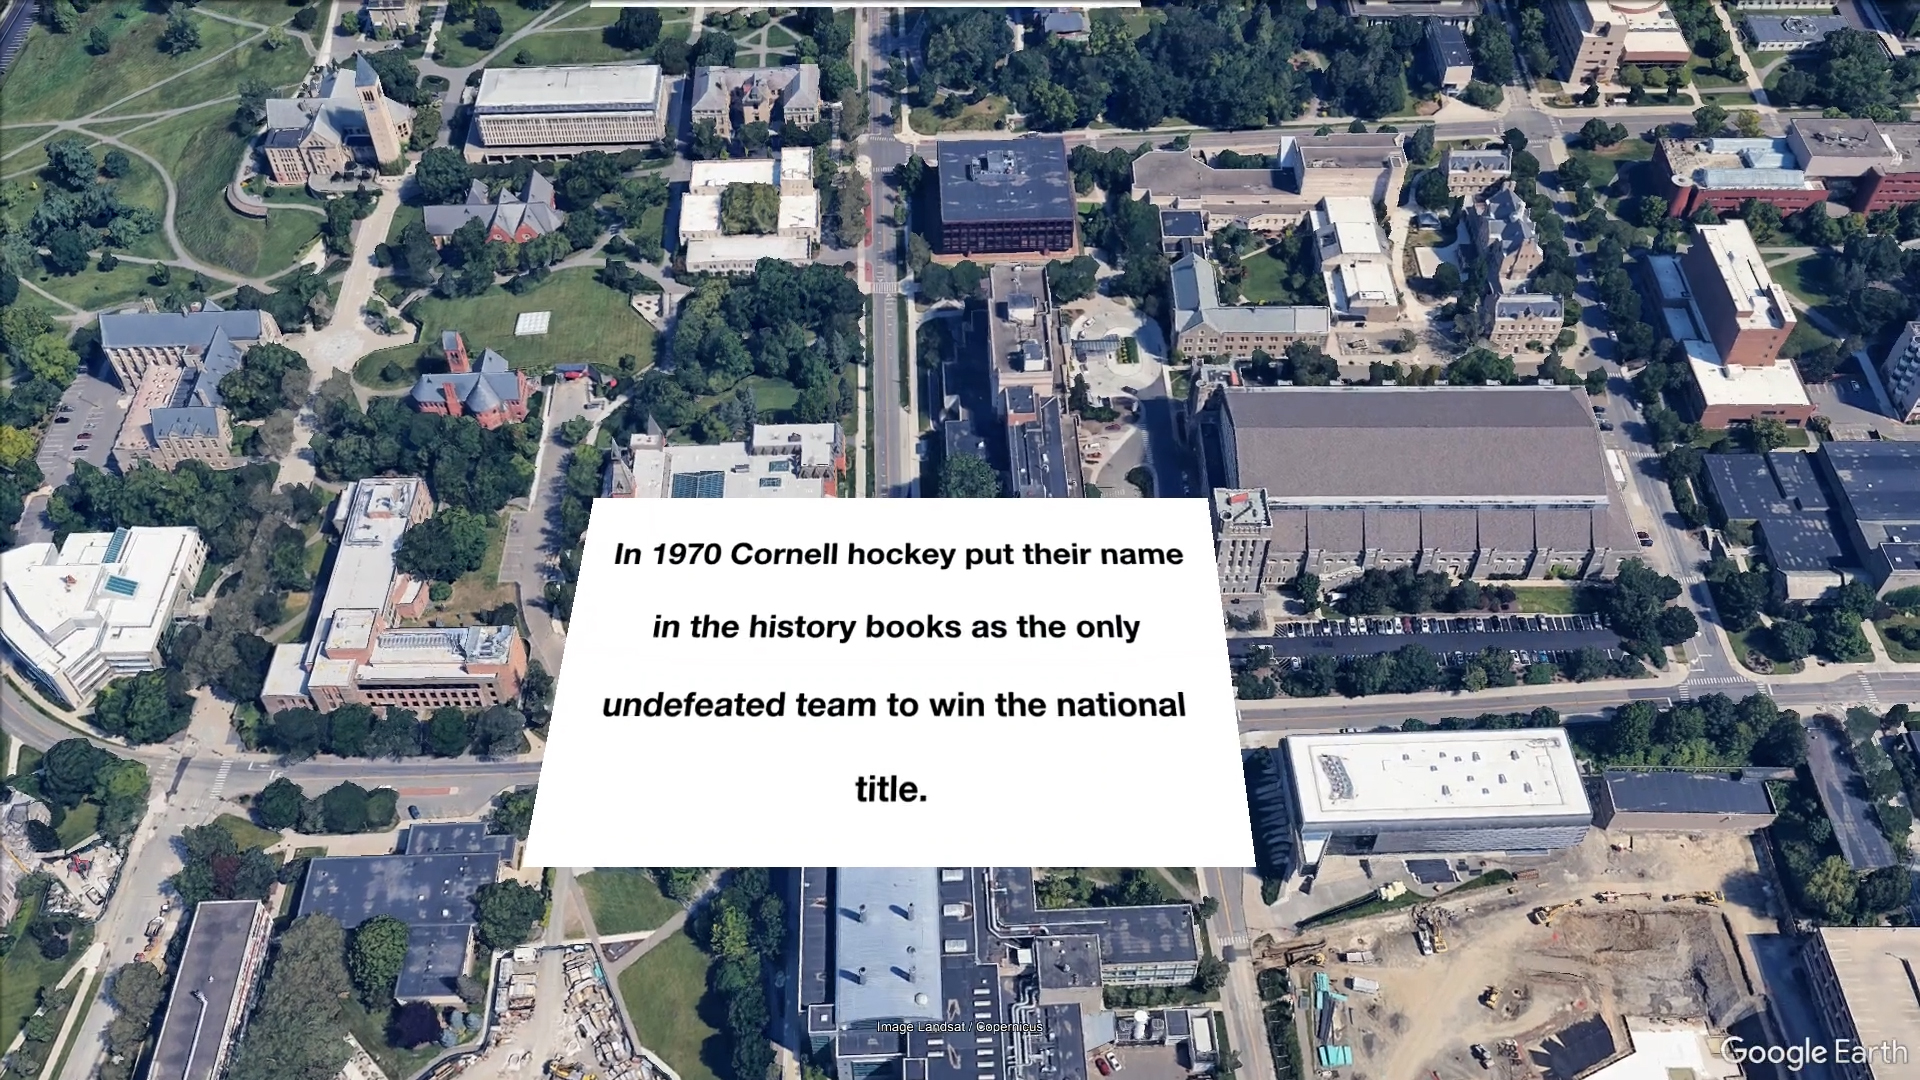 In 1970 Cornell hockey put their name
in the history books as the only
undefeated team to win the national
title.
Image Landsat / Copernicus
Google Earth